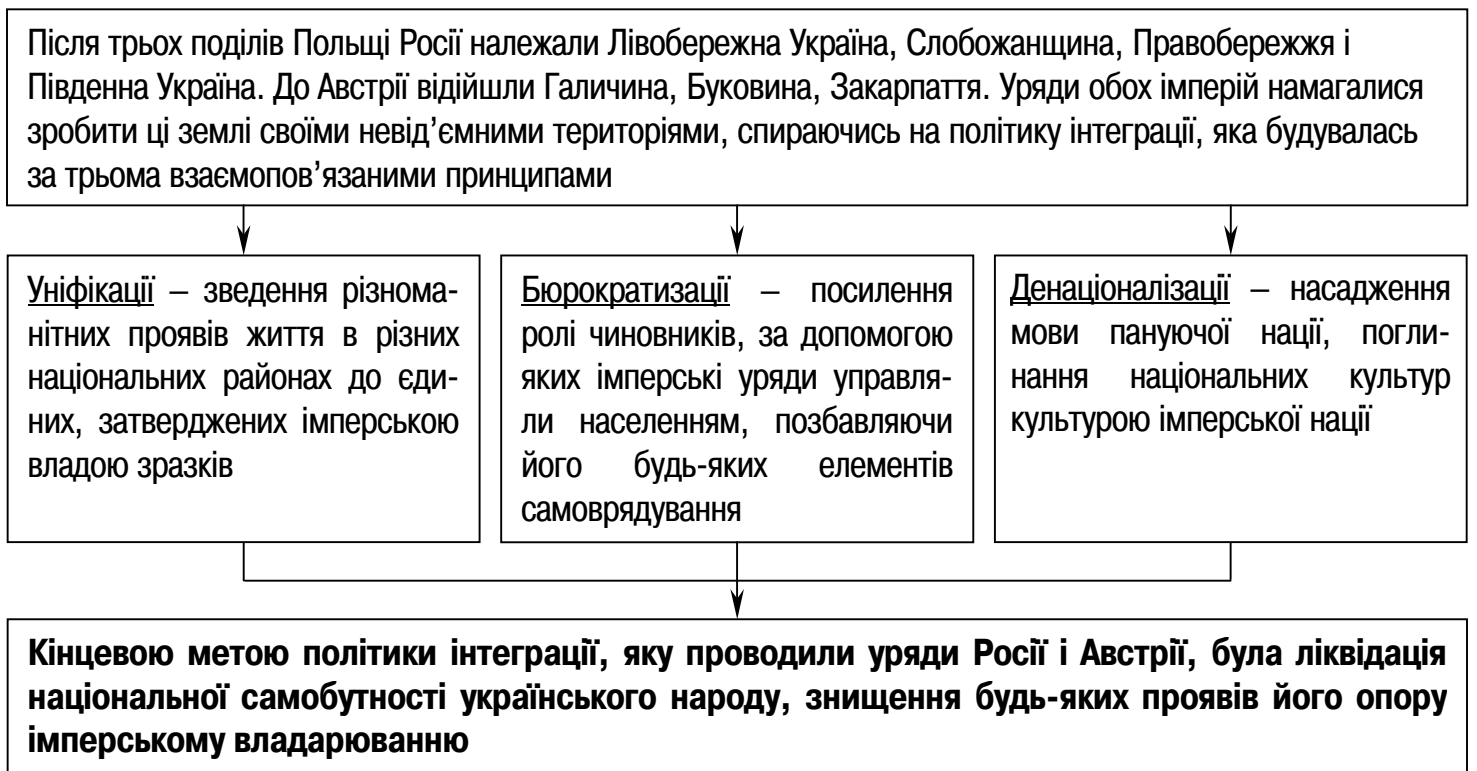 Після трьох поділів Польщі Росії належали Лівобережна Україна, Слобожанщина, Правобережжя і
Південна Україна. До Австрії відійшли Галичина, Буковина, Закарпаття. Уряди обох імперій намагалися
зробити ці землі своїми невід’ємними територіями, спираючись на політику інтеграції, яка будувалась
за трьома взаємопов’язаними принципами
Уніфікації – зведення різнома-
нітних проявів життя в різних
національних районах до єди-
них, затверджених імперською
владою зразків
Бюрократизації – посилення
ролі чиновників, за допомогою
яких імперські уряди управля-
ли населенням, позбавляючи
його будь-яких елементів
самоврядування
Денаціоналізації – насадження
мови пануючої нації, погли-
нання національних культур
культурою імперської нації
Кінцевою метою політики інтеграції, яку проводили уряди Росії і Австрії, була ліквідація
національної самобутності українського народу, знищення будь-яких проявів його опору
імперському владарюванню